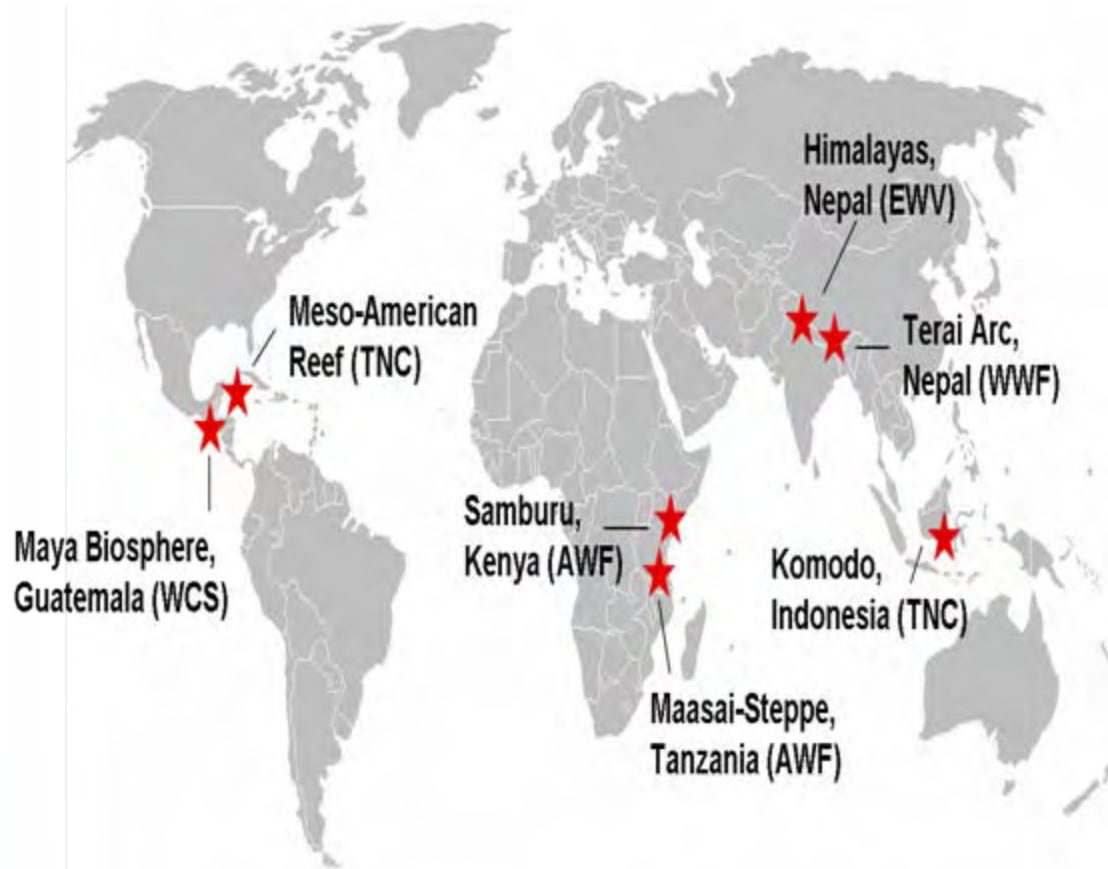 Himalayas,
Nepal (EWV)
Meso-American
Reef (TNC)
Terai Arc,
Nepal (WWF)
Samburu,
Kenya (AWF)
Maya Biosphere,
Guatemala (WCS)
Komodo,
Indonesia (TNC)
Maasai-Steppe,
Tanzania (AWF)